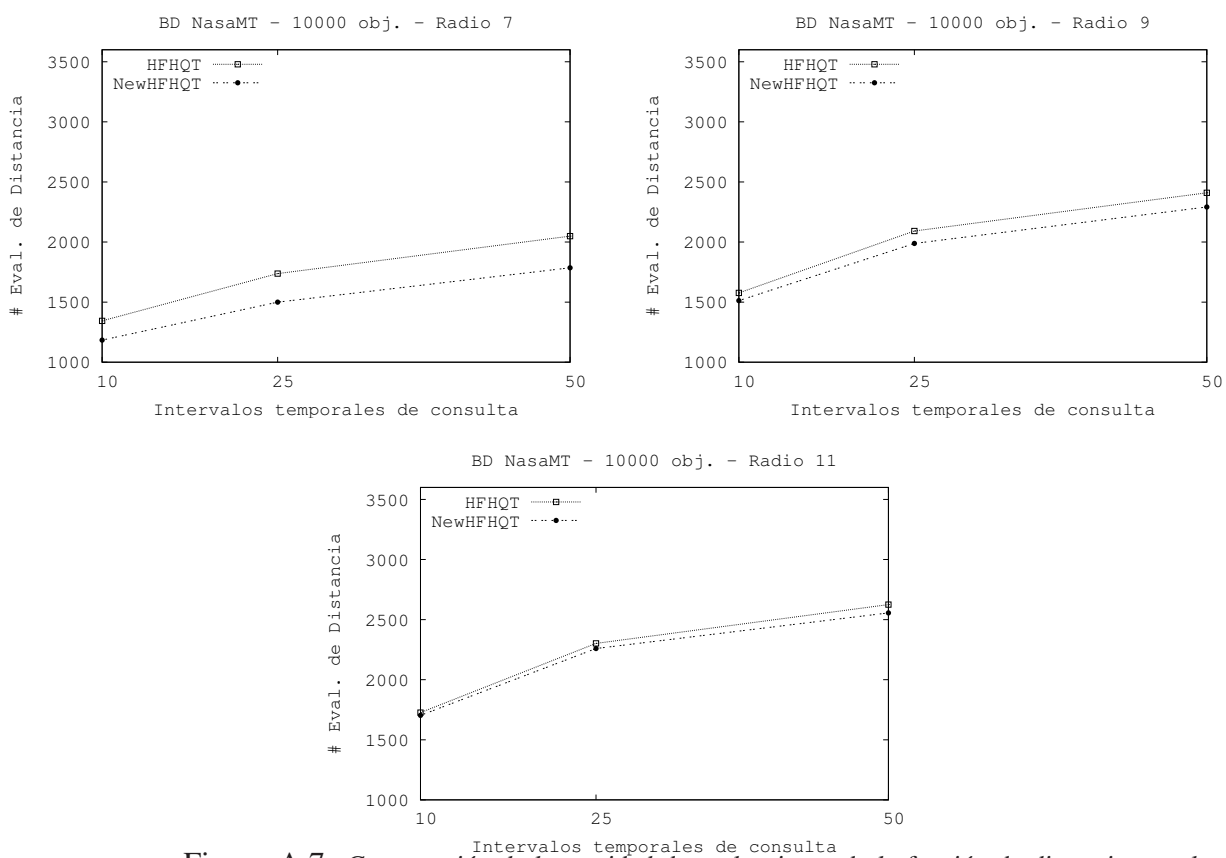 BD NasaMT - 10000 obj. - Radio 7
3500
3000
2500
2000
1500
1000
# Eval. de Distancia
HFHQT
NewHFHQT
10 25 50
Intervalos temporales de consulta
BD NasaMT - 10000 obj. - Radio 9
3500
3000
2500
2000
1500
1000
# Eval. de Distancia
HFHQT
NewHFHQT
10 25 50
Intervalos temporales de consulta
BD NasaMT - 10000 obj. - Radio 11
3500
3000
2500
2000
1500
1000
# Eval. de Distancia
HFHQT
NewHFHQT
10 25 50
Intervalos temporales de consulta